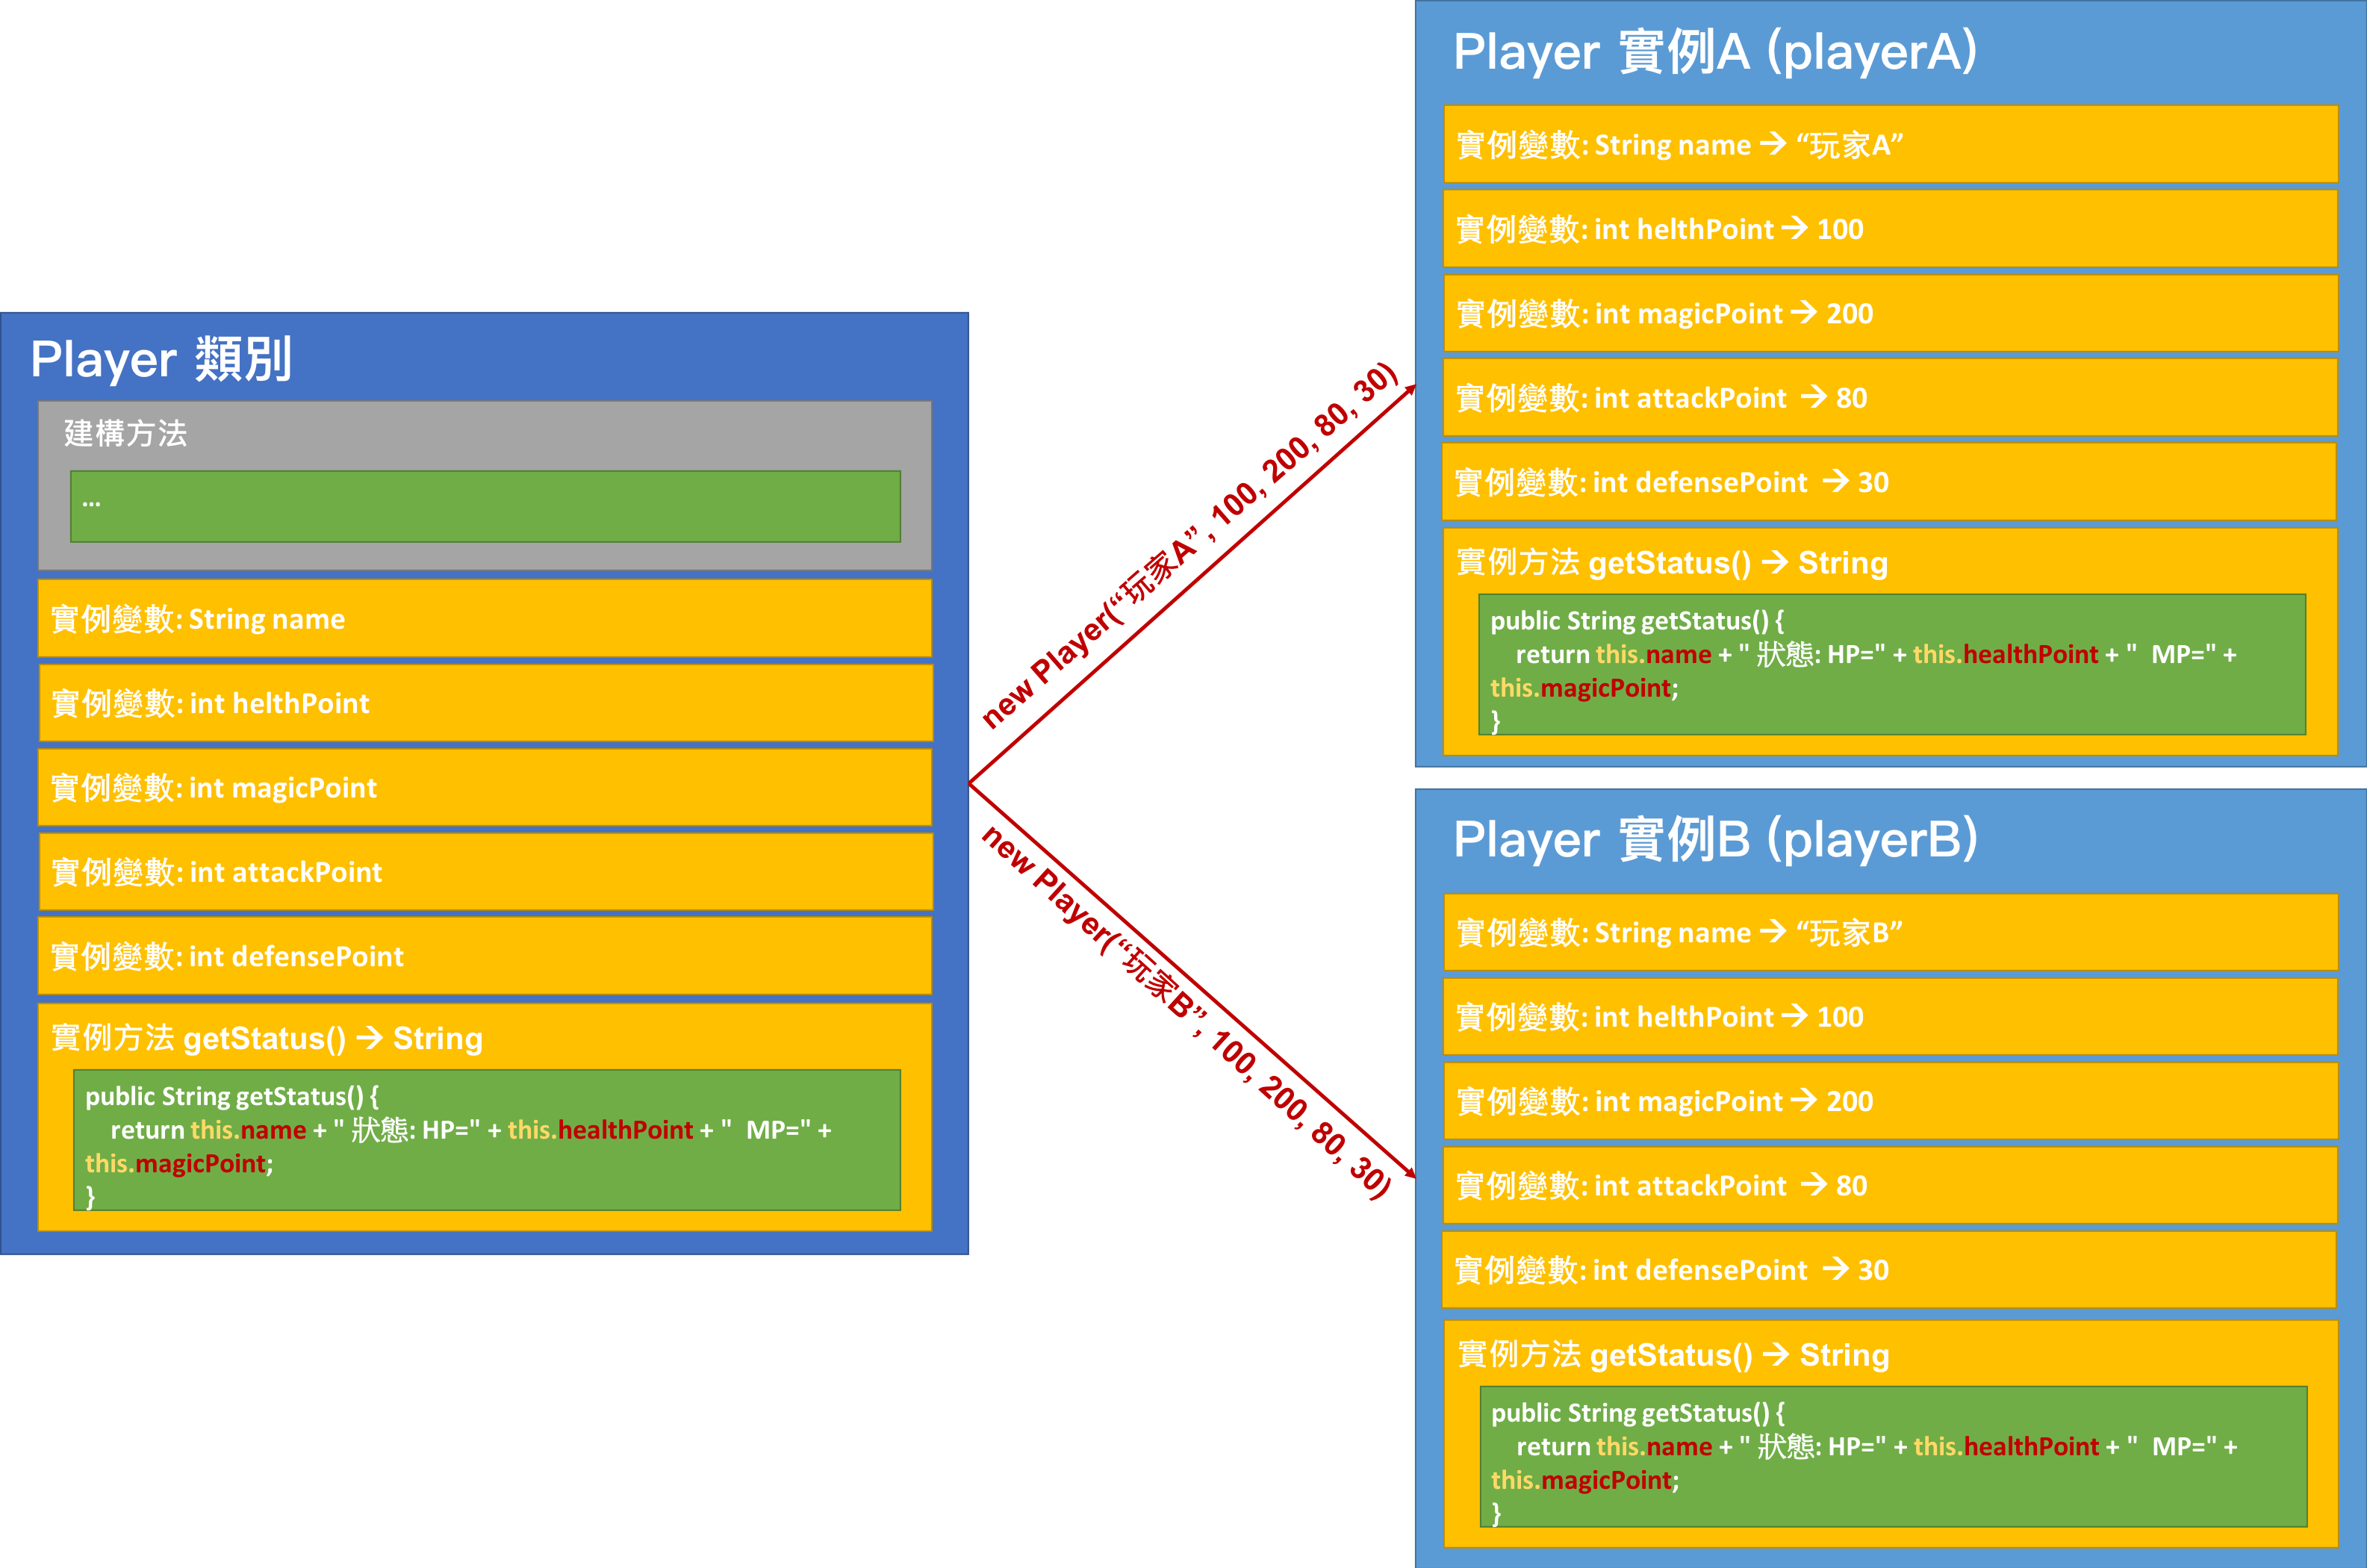 Player 類別
建構方法
...
實例變數: String name
實例變數: int helthPoint
實例變數: int magicPoint
實例變數: int attackPoint
實例變數: int defensePoint
實例方法 getStatus() → String
public String getStatus() {
return this.name + " 狀態: HP=" + this.healthPoint + "  MP=" +
this.magicPoint;
}
new Player(“玩家A”, 100, 200, 80, 30)
new Player(“玩家B”, 100, 200, 80, 30)
Player 實例A (playerA)
實例變數: String name → “玩家A”
實例變數: int helthPoint → 100
實例變數: int magicPoint → 200
實例變數: int attackPoint → 80
實例變數: int defensePoint → 30
實例方法 getStatus() → String
public String getStatus() {
return this.name + " 狀態: HP=" + this.healthPoint + "  MP=" +
this.magicPoint;
}
Player 實例B (playerB)
實例變數: String name → “玩家B”
實例變數: int helthPoint → 100
實例變數: int magicPoint → 200
實例變數: int attackPoint → 80
實例變數: int defensePoint → 30
實例方法 getStatus() → String
public String getStatus() {
return this.name + " 狀態: HP=" + this.healthPoint + "  MP=" +
this.magicPoint;
}